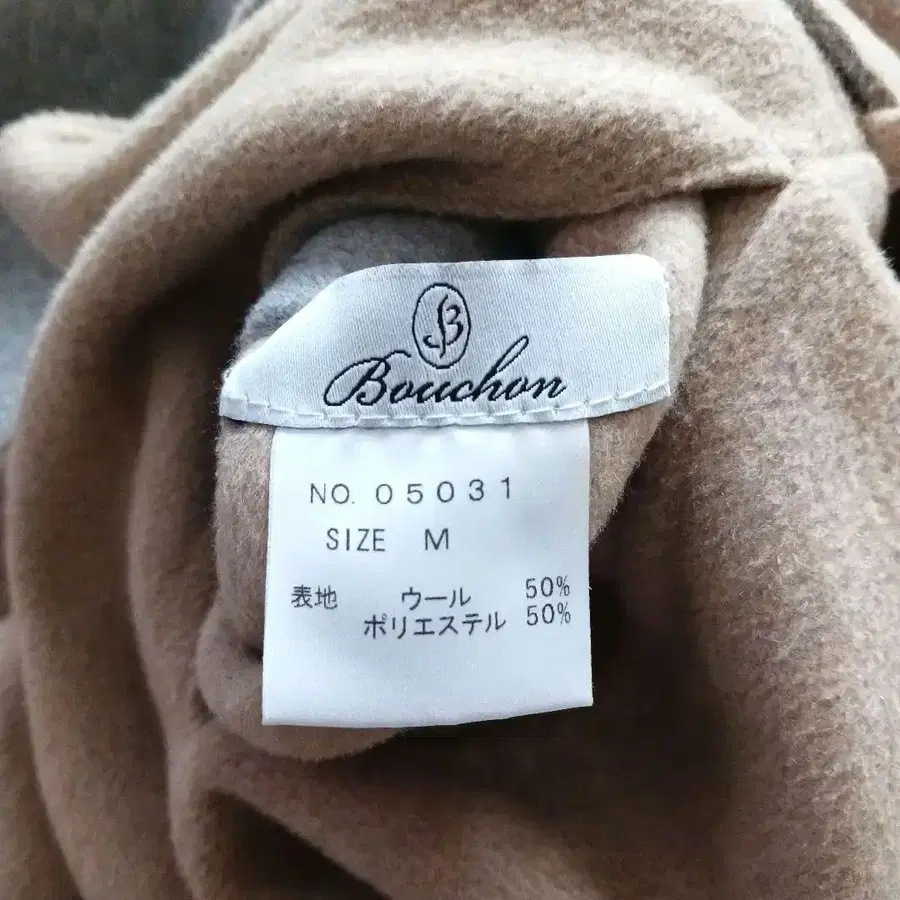 B
Bouchon
NO. 05031
SIZE M
表地 ウール 50%
ポリエステル 50%